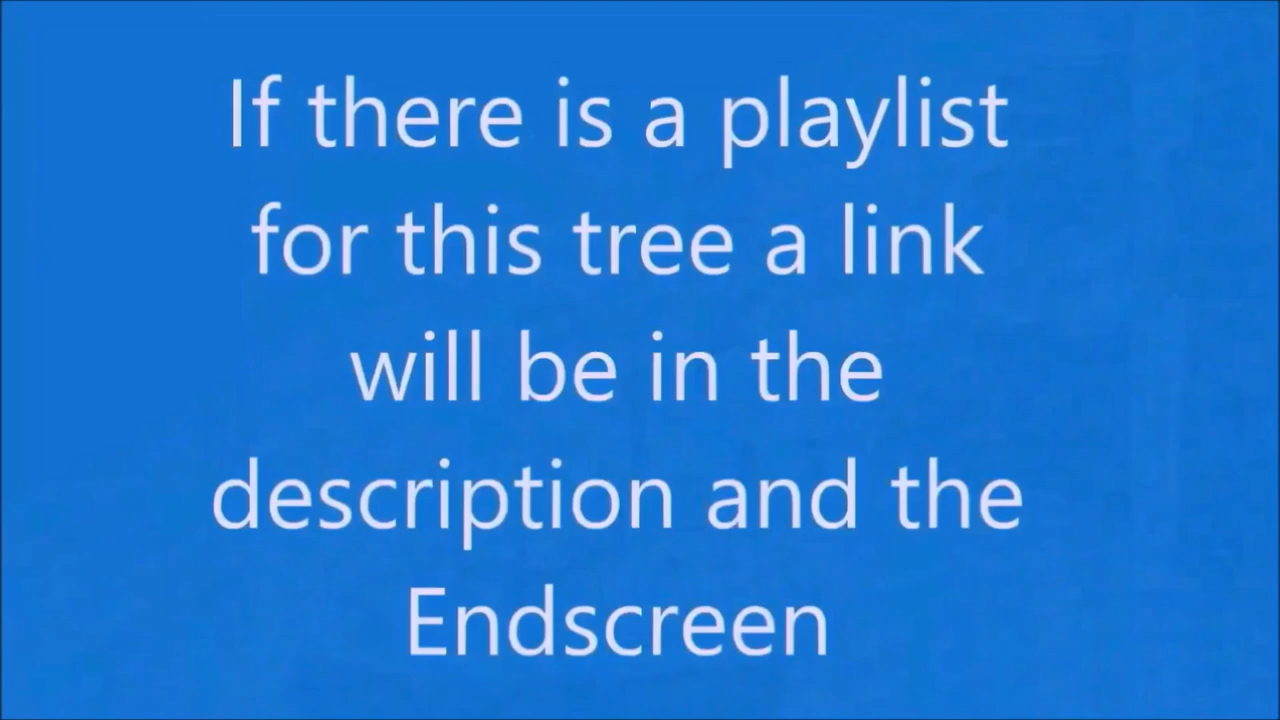 If there is a playlist
for this tree a link
will be in the
description and the
Endscreen